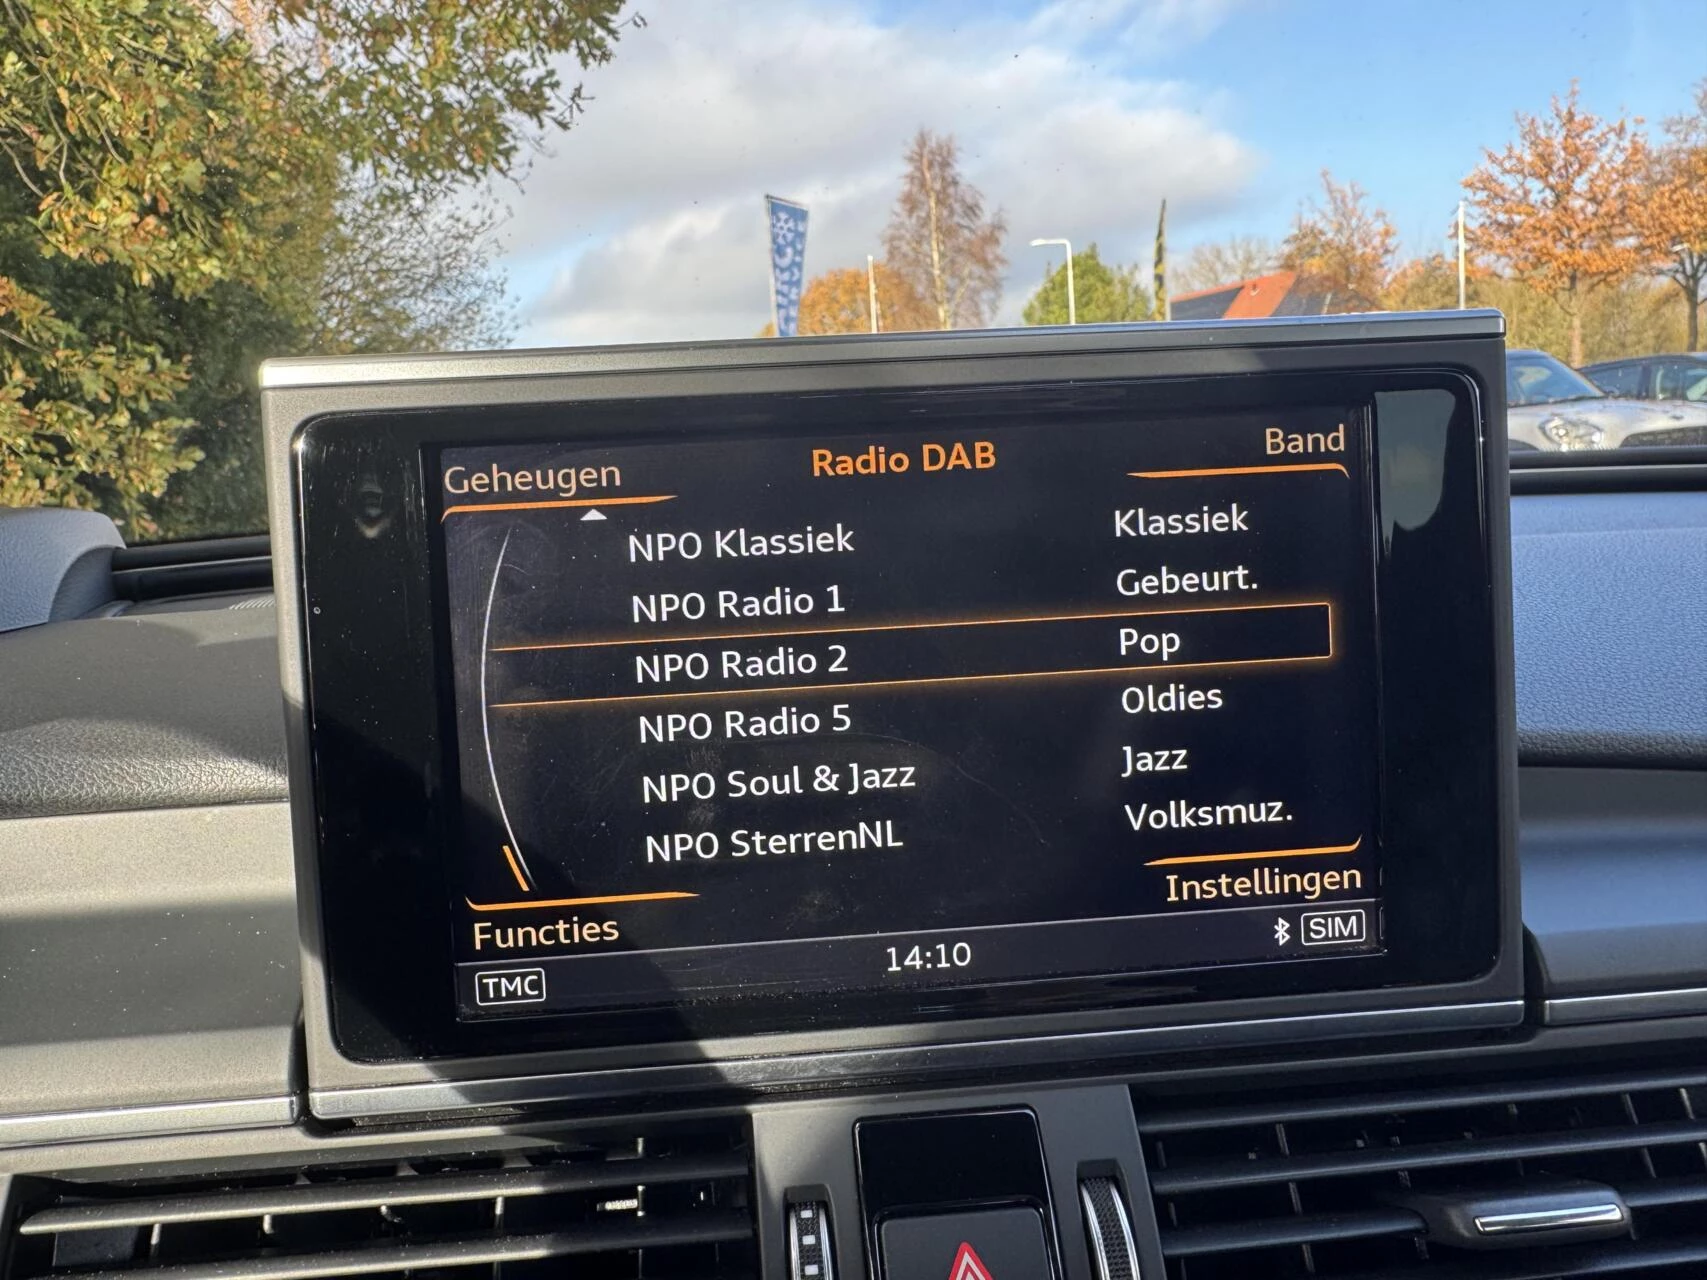 Geheugen Radio DAB Band
NPO Klassiek Klassiek
NPO Radio 1 Gebeurt.
NPO Radio 2 Pop
NPO Radio 5 Oldies
NPO Soul & Jazz Jazz
NPO SterrenNL Volksmuz.
Functies Instellingen
TMC 14:10 SIM